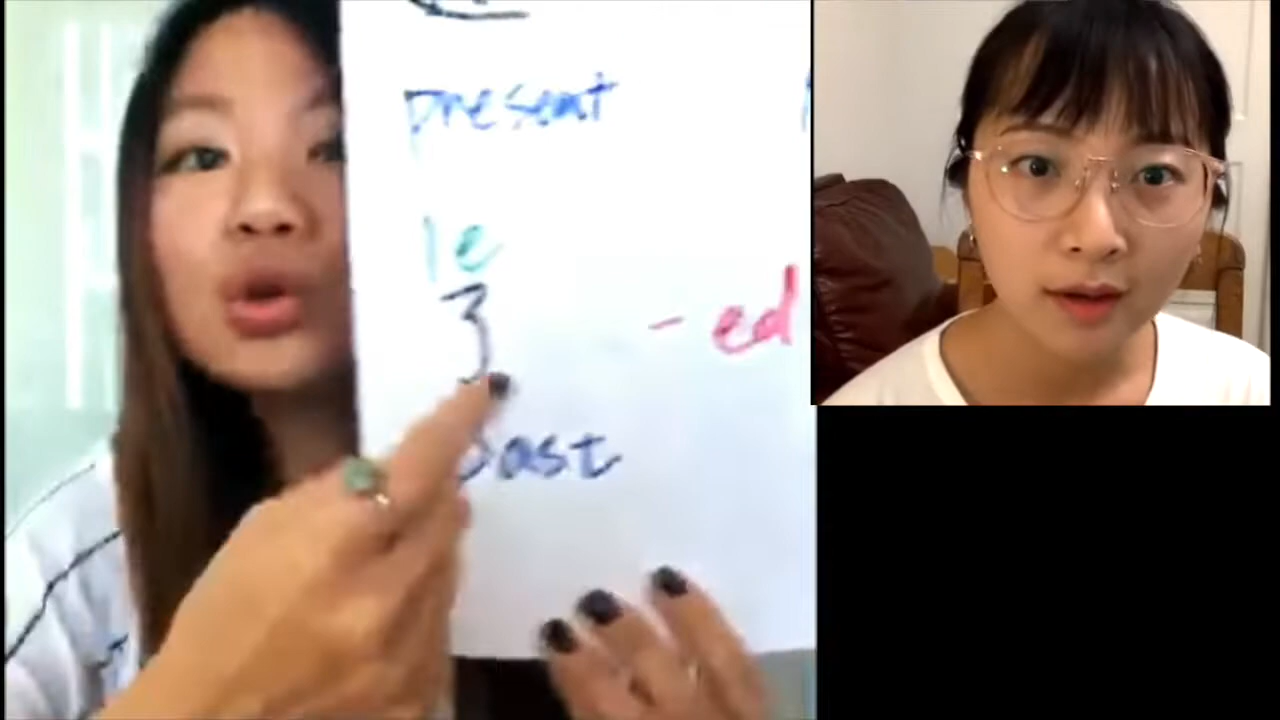 present
le
了 - ed
past